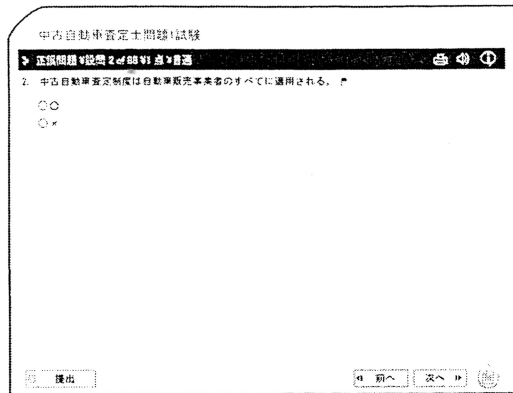 中古自動車査定士問題1試験
正誤問題 ¥設問 2 of 88 ¥1 点 ¥普通
2. 中古自動車査定制度は自動車販売事業者のすべてに適用される。
○
×
提出
前へ
次へ